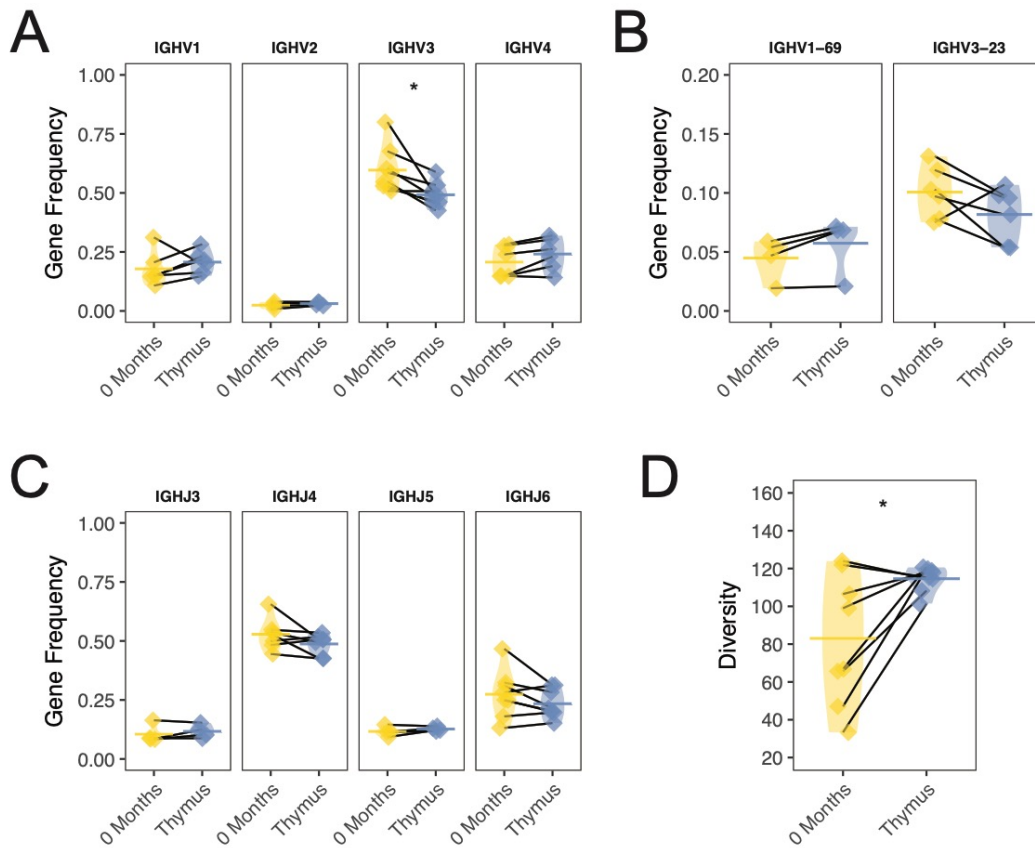 A
IGHV1 IGHV2 IGHV3 IGHV4
Gene Frequency
1.00
0.75
0.50
0.25
0.00
*
0 Months Thymus 0 Months Thymus 0 Months Thymus 0 Months Thymus
B
IGHV1-69 IGHV3-23
Gene Frequency
0.20
0.15
0.10
0.05
0.00
0 Months Thymus 0 Months Thymus
C
IGHJ3 IGHJ4 IGHJ5 IGHJ6
Gene Frequency
1.00
0.75
0.50
0.25
0.00
0 Months Thymus 0 Months Thymus 0 Months Thymus 0 Months Thymus
D
Diversity
160
140
120
100
80
60
40
20
*
0 Months Thymus